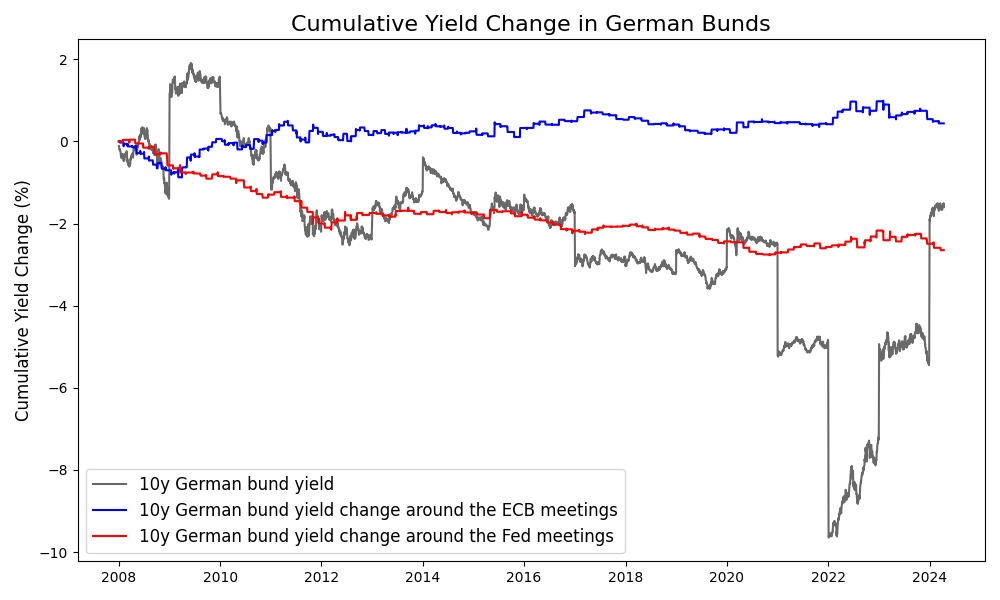 Cumulative Yield Change in German Bunds
Cumulative Yield Change (%)
2
0
−2
−4
−6
−8
−10
10y German bund yield
10y German bund yield change around the ECB meetings
10y German bund yield change around the Fed meetings
2008 2010 2012 2014 2016 2018 2020 2022 2024